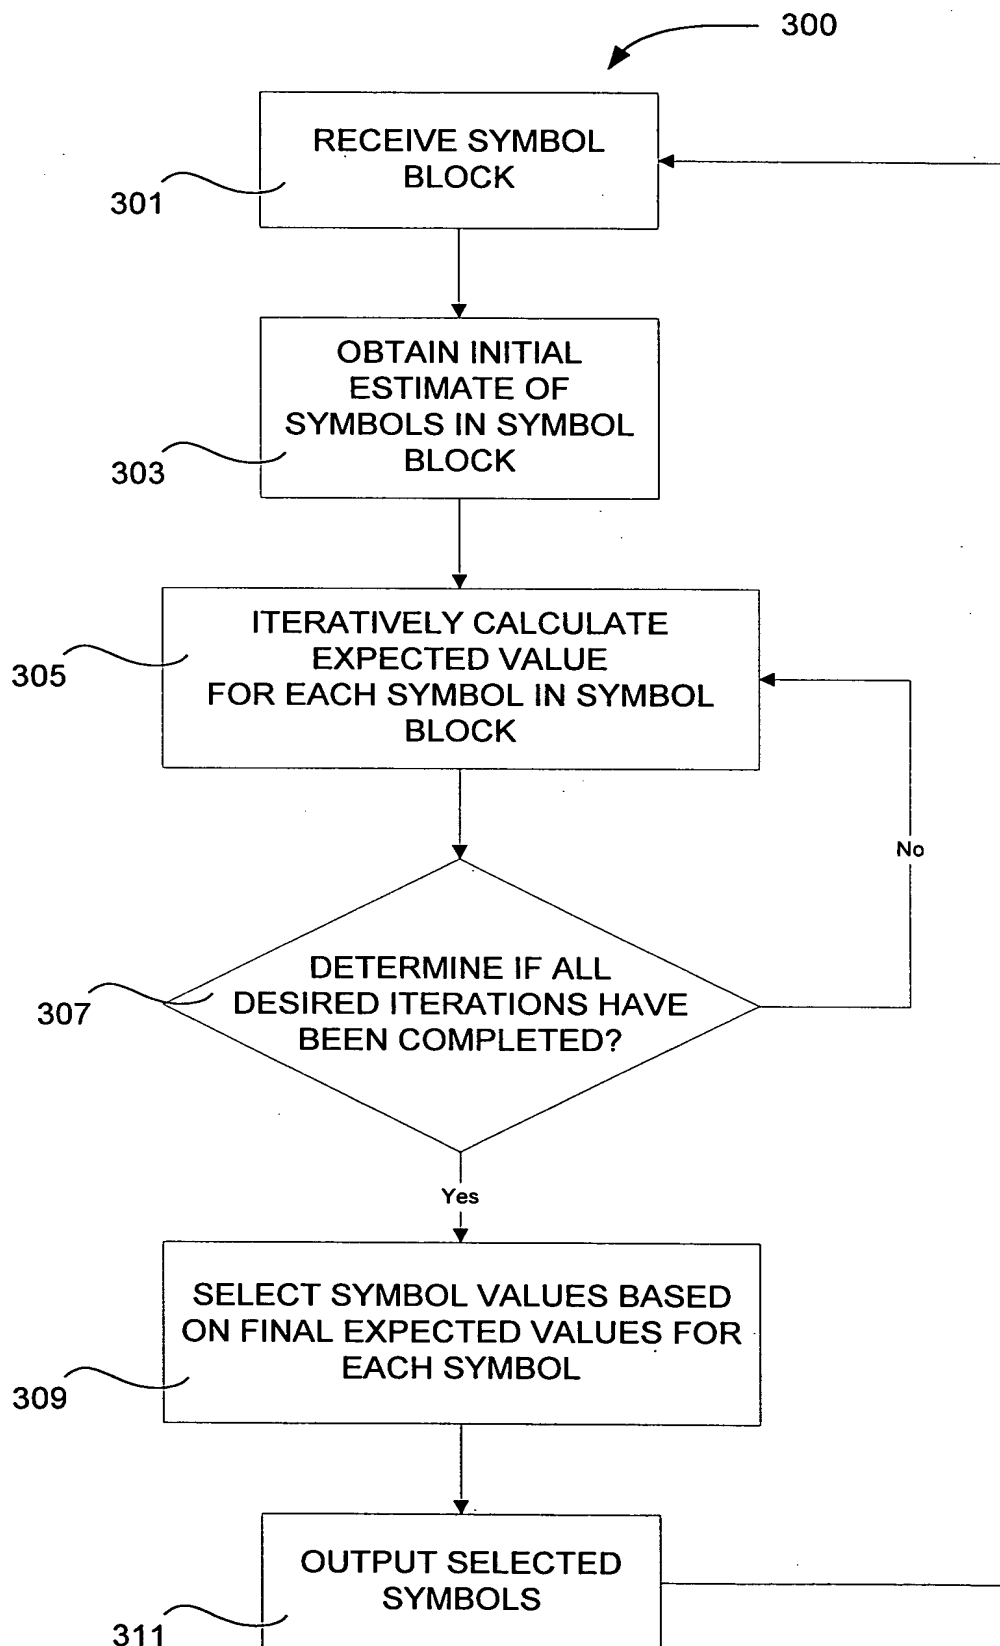 300
RECEIVE SYMBOL
BLOCK
301
OBTAIN INITIAL
ESTIMATE OF
SYMBOLS IN SYMBOL
BLOCK
303
ITERATIVELY CALCULATE
EXPECTED VALUE
FOR EACH SYMBOL IN SYMBOL
BLOCK
305
No
DETERMINE IF ALL
DESIRED ITERATIONS HAVE
BEEN COMPLETED?
307
Yes
SELECT SYMBOL VALUES BASED
ON FINAL EXPECTED VALUES FOR
EACH SYMBOL
309
OUTPUT SELECTED
SYMBOLS
311